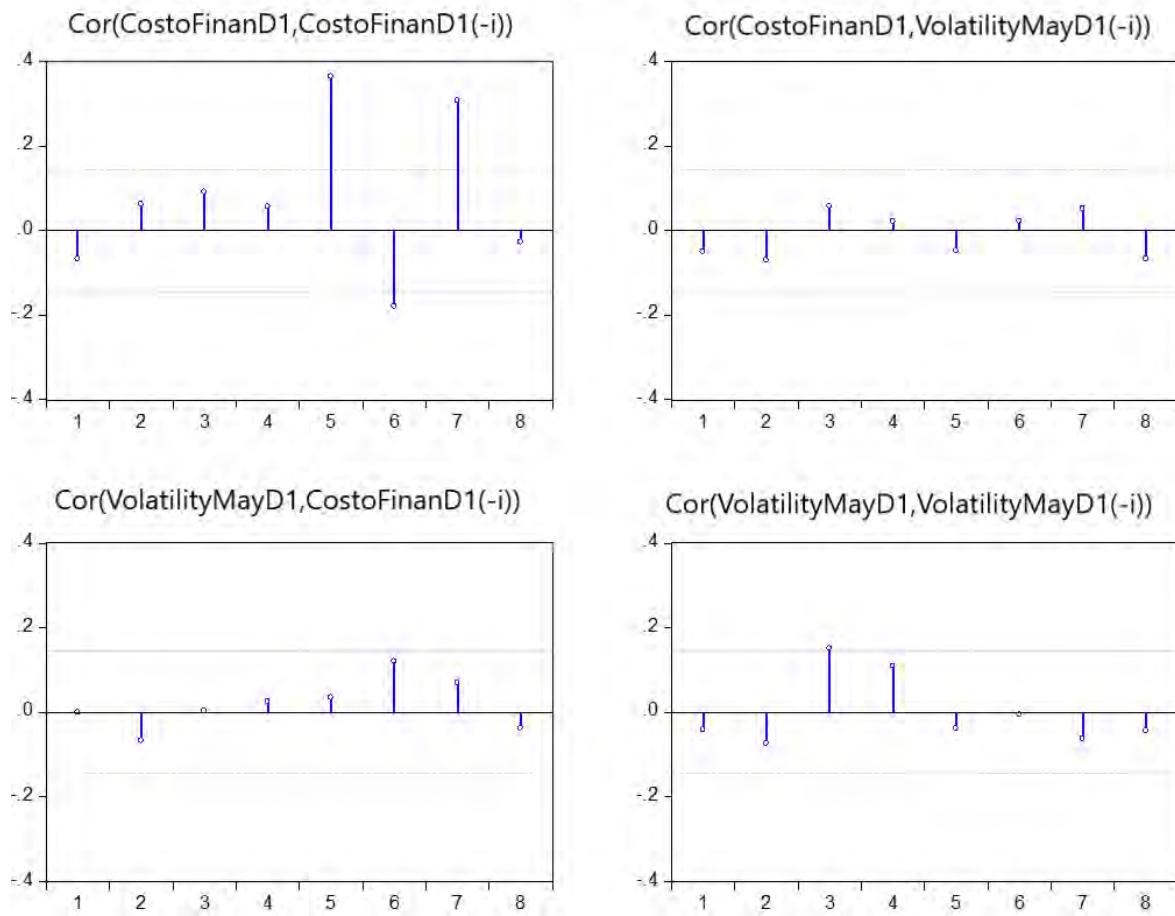 Cor(CostoFinanD1,CostoFinanD1(-i))
.4
.2
.0
-.2
-.4
1 2 3 4 5 6 7 8
Cor(CostoFinanD1,VolatilityMayD1(-i))
.4
.2
.0
-.2
-.4
1 2 3 4 5 6 7 8
Cor(VolatilityMayD1,CostoFinanD1(-i))
.4
.2
.0
-.2
-.4
1 2 3 4 5 6 7 8
Cor(VolatilityMayD1,VolatilityMayD1(-i))
.4
.2
.0
-.2
-.4
1 2 3 4 5 6 7 8